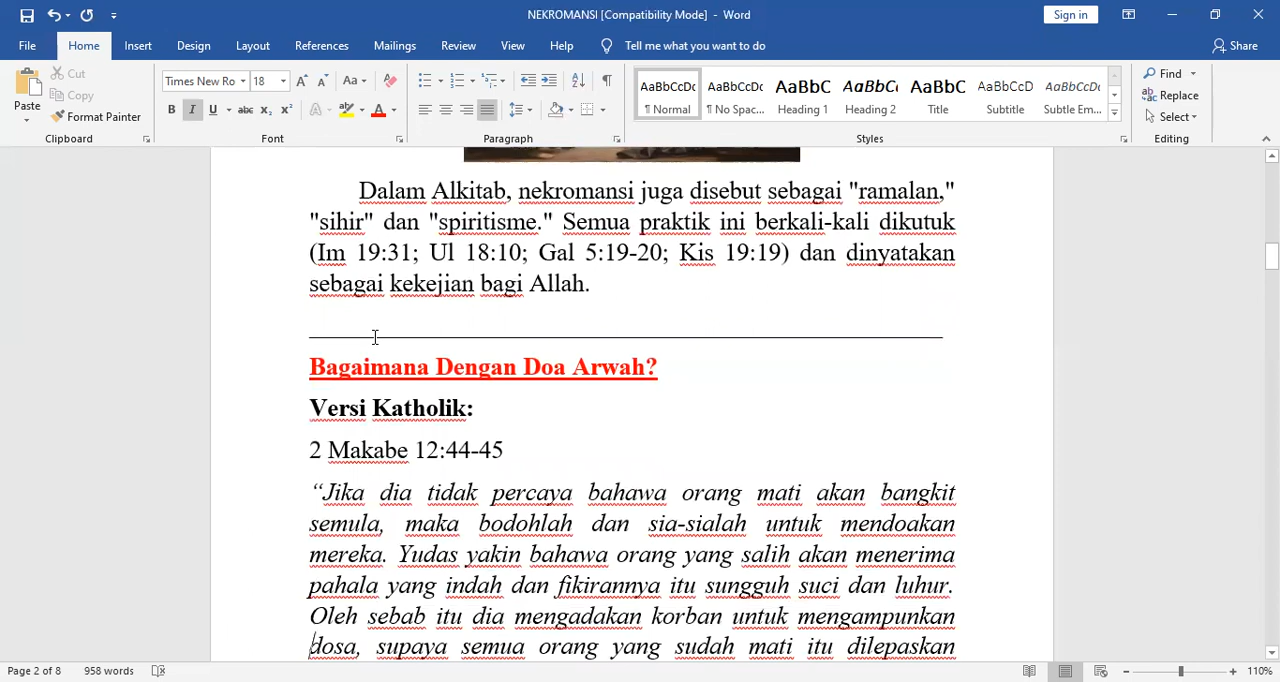 NEKROMANSI [Compatibility Mode] - Word
Sign in
File Home Insert Design Layout References Mailings Review View Help Tell me what you want to do Share
Paste
Cut
Copy
Format Painter
Clipboard
Times New Ro 18
Font
Paragraph
AaBbCcDc AaBbCcDc AaBbC AaBbCc AaBbC AaBbCcD AaBbCcDc
¶ Normal ¶ No Spac... Heading 1 Heading 2 Title Subtitle Subtle Em...
Styles
Find
Replace
Select
Editing
Dalam Alkitab, nekromansi juga disebut sebagai "ramalan,"
"sihir" dan "spiritisme." Semua praktik ini berkali-kali dikutuk
(Im 19:31; Ul 18:10; Gal 5:19-20; Kis 19:19) dan dinyatakan
sebagai kekejian bagi Allah.
Bagaimana Dengan Doa Arwah?
Versi Katholik:
2 Makabe 12:44-45
“Jika dia tidak percaya bahawa orang mati akan bangkit
semula, maka bodohlah dan sia-sialah untuk mendoakan
mereka. Yudas yakin bahawa orang yang salih akan menerima
pahala yang indah dan fikirannya itu sungguh suci dan luhur.
Oleh sebab itu dia mengadakan korban untuk mengampunkan
dosa, supaya semua orang yang sudah mati itu dilepaskan
Page 2 of 8 958 words 110%